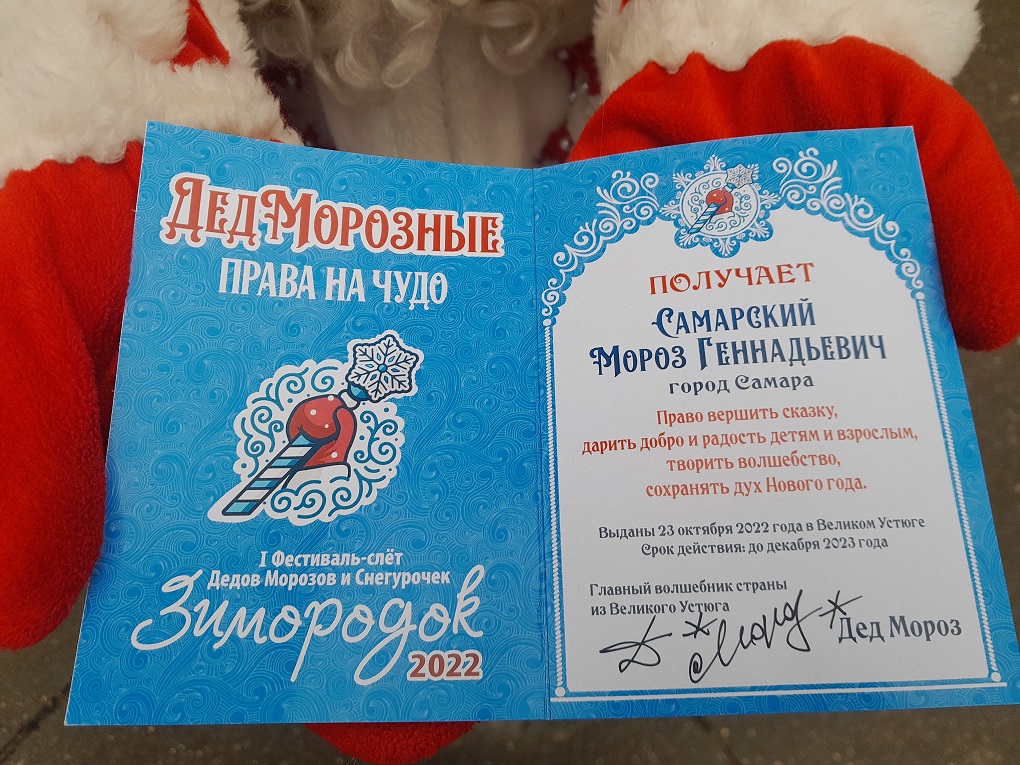 ДедМорозные
ПРАВА НА ЧУДО
I Фестиваль-слёт
Дедов Морозов и Снегурочек
Зимородок
2022
ПОЛУЧАЕТ
Самарский
Мороз Геннадьевич
город Самара
Право вершить сказку,
дарить добро и радость детям и взрослым,
творить волшебство,
сохранять дух Нового года.
Выданы 23 октября 2022 года в Великом Устюге
Срок действия: до декабря 2023 года
Главный волшебник страны
из Великого Устюга
Д Мороз
Дед Мороз